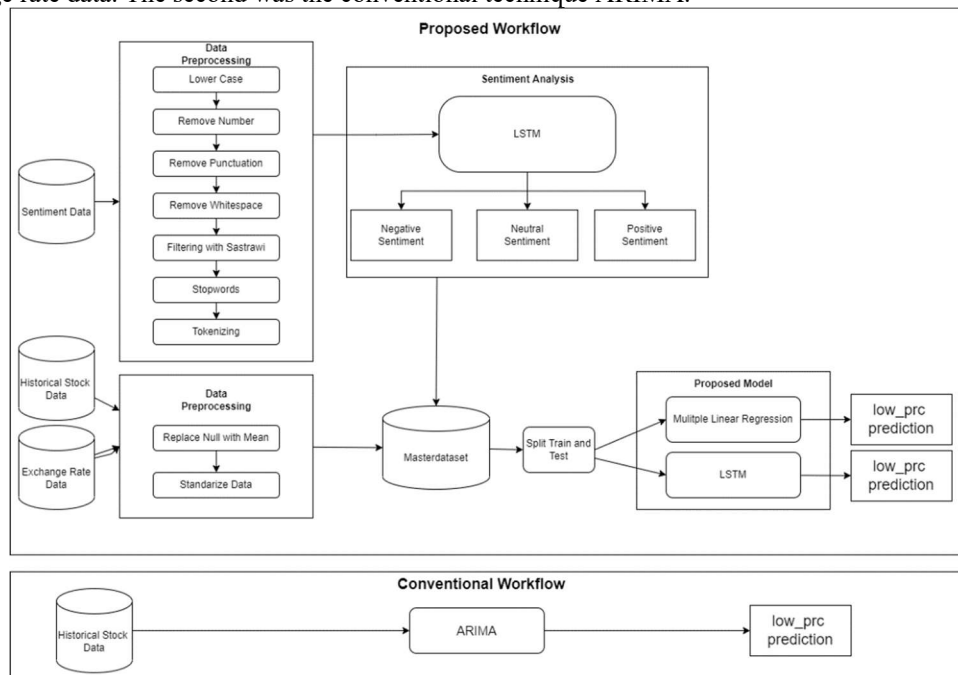 ge rate data. The second was the conventional technique ARIMA.
Proposed Workflow
Data
Preprocessing
Lower Case
Remove Number
Remove Punctuation
Remove Whitespace
Filtering with Sastrawi
Stopwords
Tokenizing
Sentiment Data
Sentiment Analysis
LSTM
Negative
Sentiment
Neutral
Sentiment
Positive
Sentiment
Historical Stock
Data
Exchange Rate
Data
Data
Preprocessing
Replace Null with Mean
Standarize Data
Masterdataset
Split Train and
Test
Proposed Model
Mulitple Linear Regression
LSTM
low_prc
prediction
low_prc
prediction
Conventional Workflow
Historical Stock
Data
ARIMA
low_prc
prediction